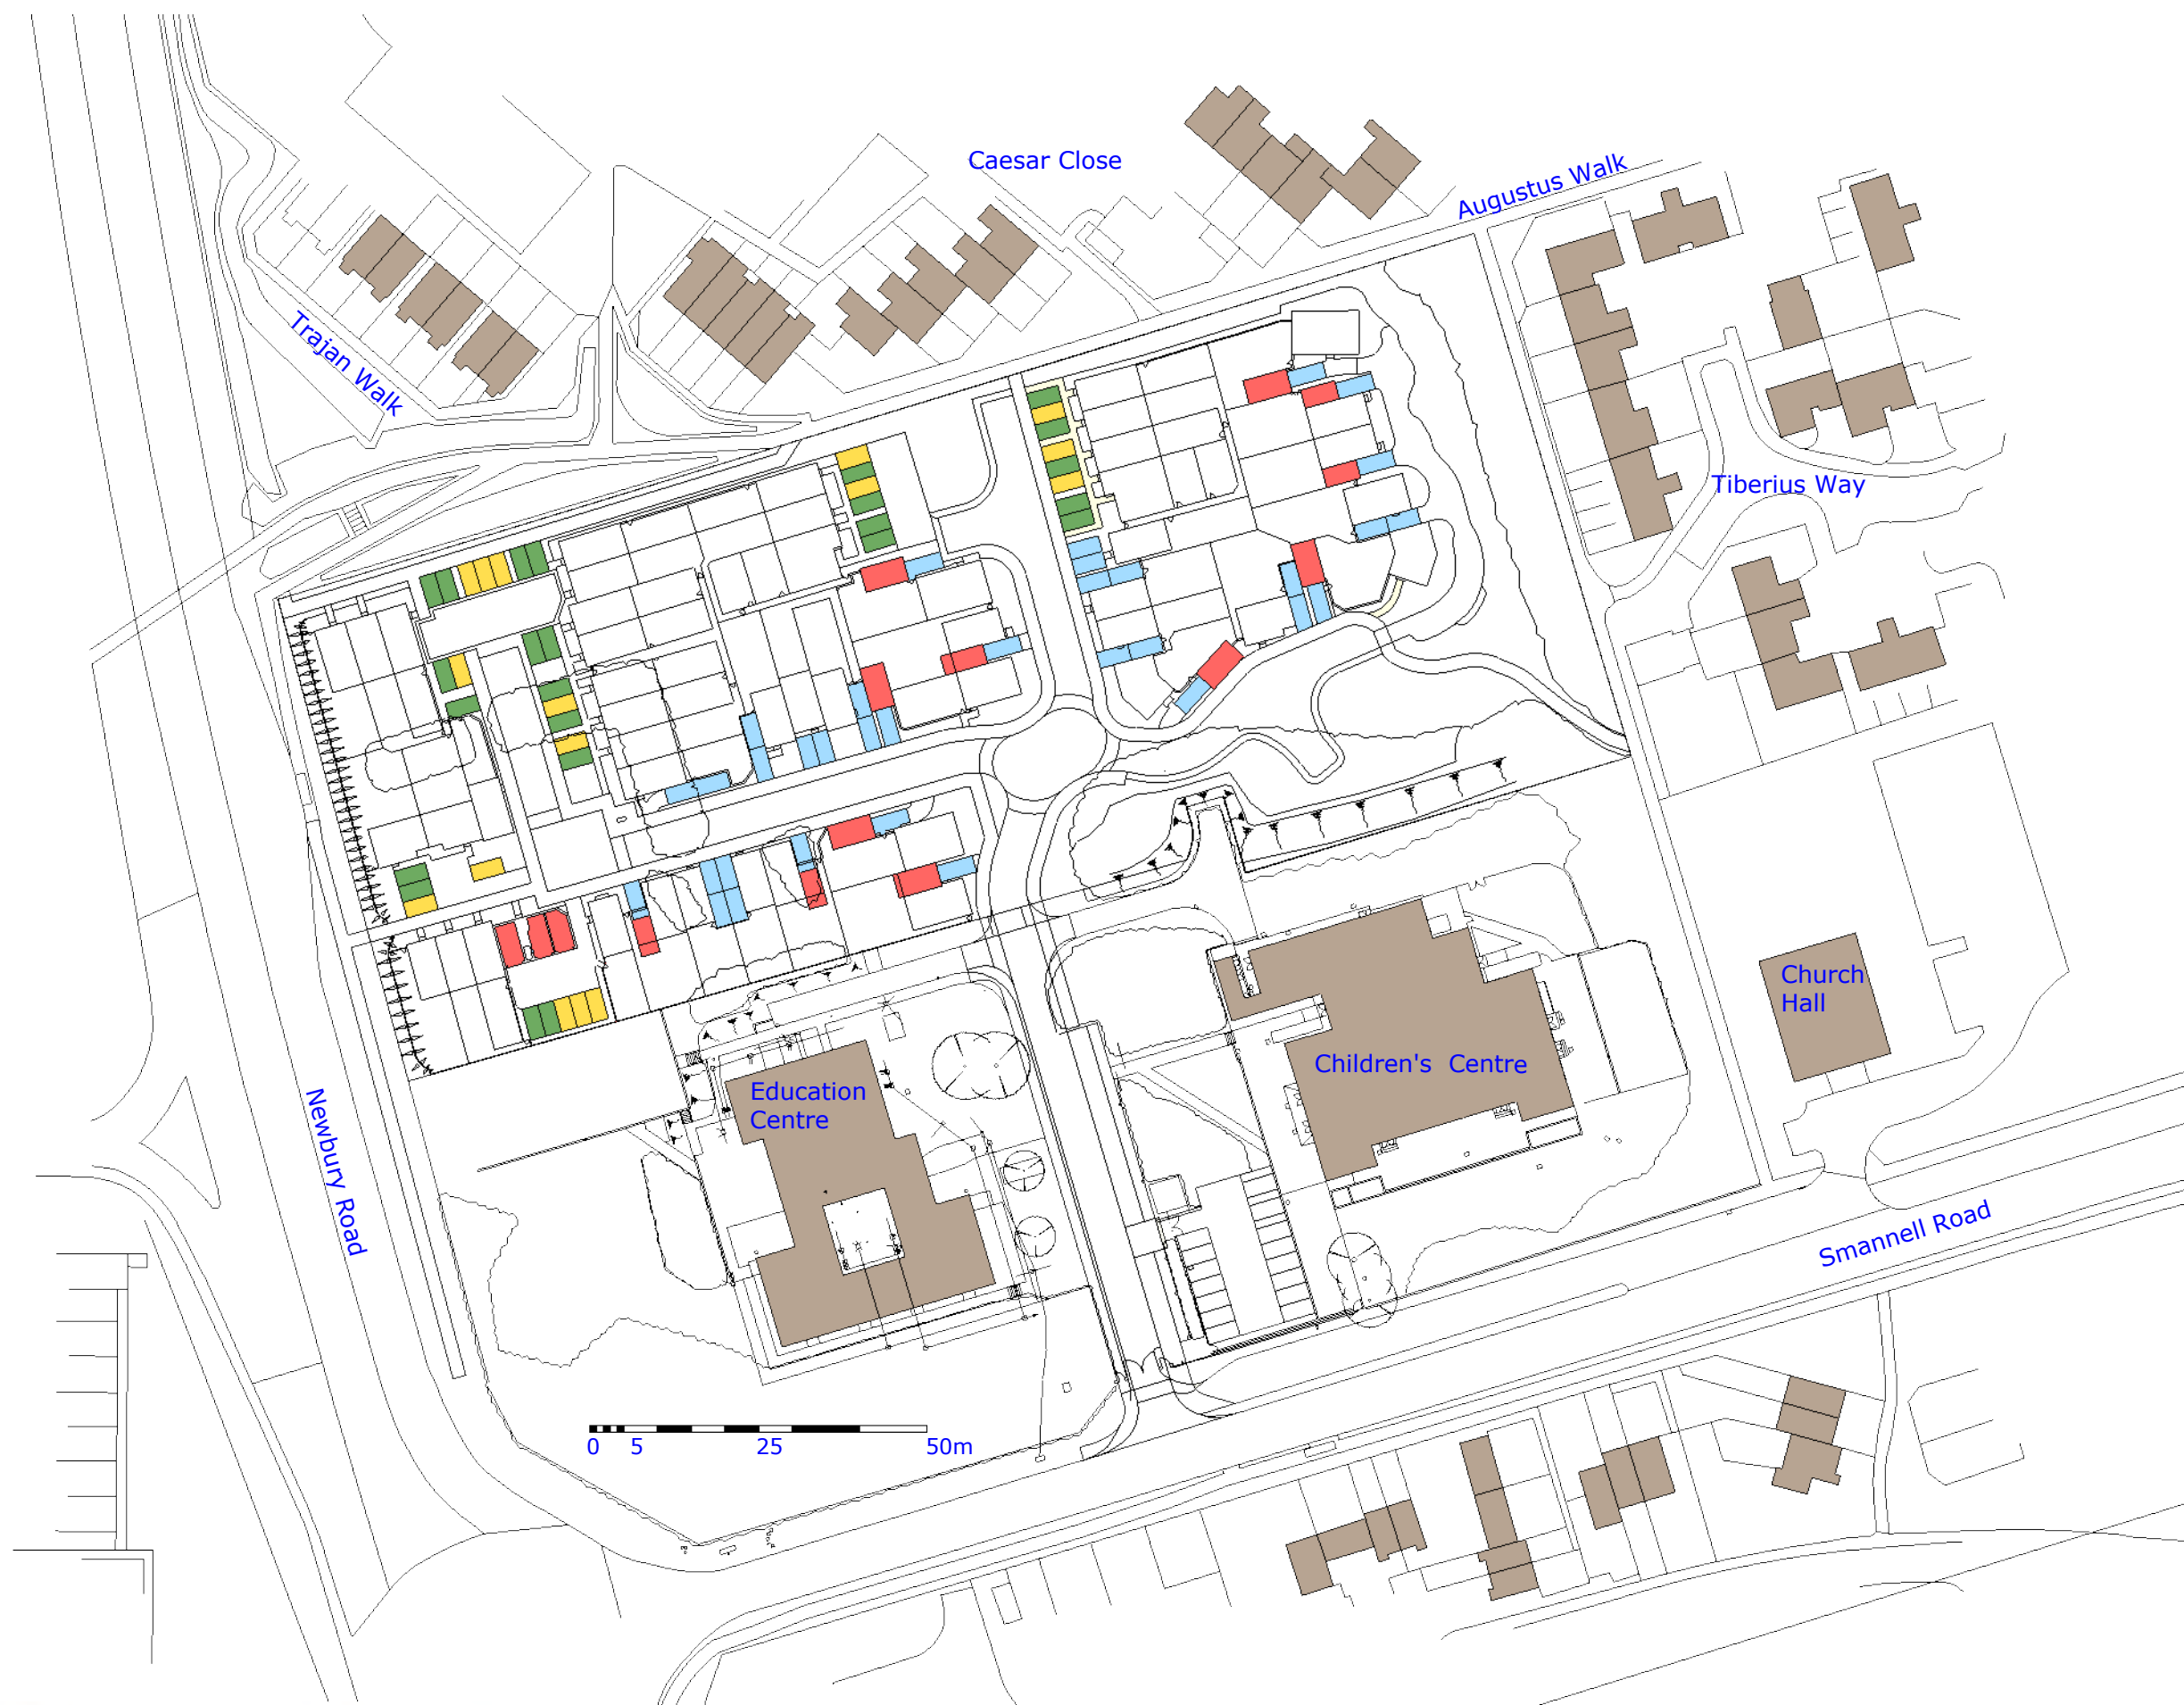 Caesar Close
Augustus Walk
Trajan Walk
Tiberius Way
Church
Hall
Children's Centre
Education
Centre
Newbury Road
Smannell Road
0 5 25 50m